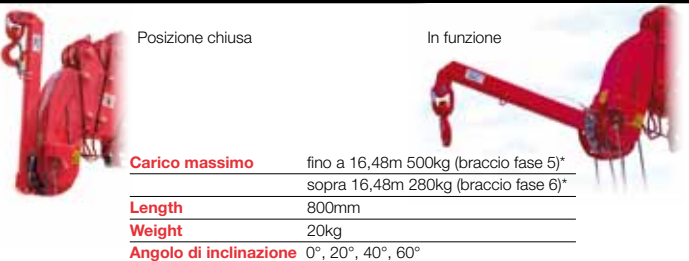 Posizione chiusa In funzione
Carico massimo fino a 16,48m 500kg (braccio fase 5)*
sopra 16,48m 280kg (braccio fase 6)*
Length 800mm
Weight 20kg
Angolo di inclinazione 0°, 20°, 40°, 60°